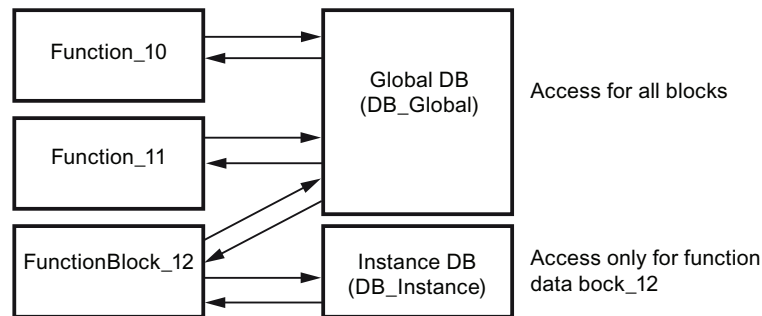 Function_10
Global DB
(DB_Global)
Access for all blocks
Function_11
FunctionBlock_12
Instance DB
(DB_Instance)
Access only for function
data bock_12